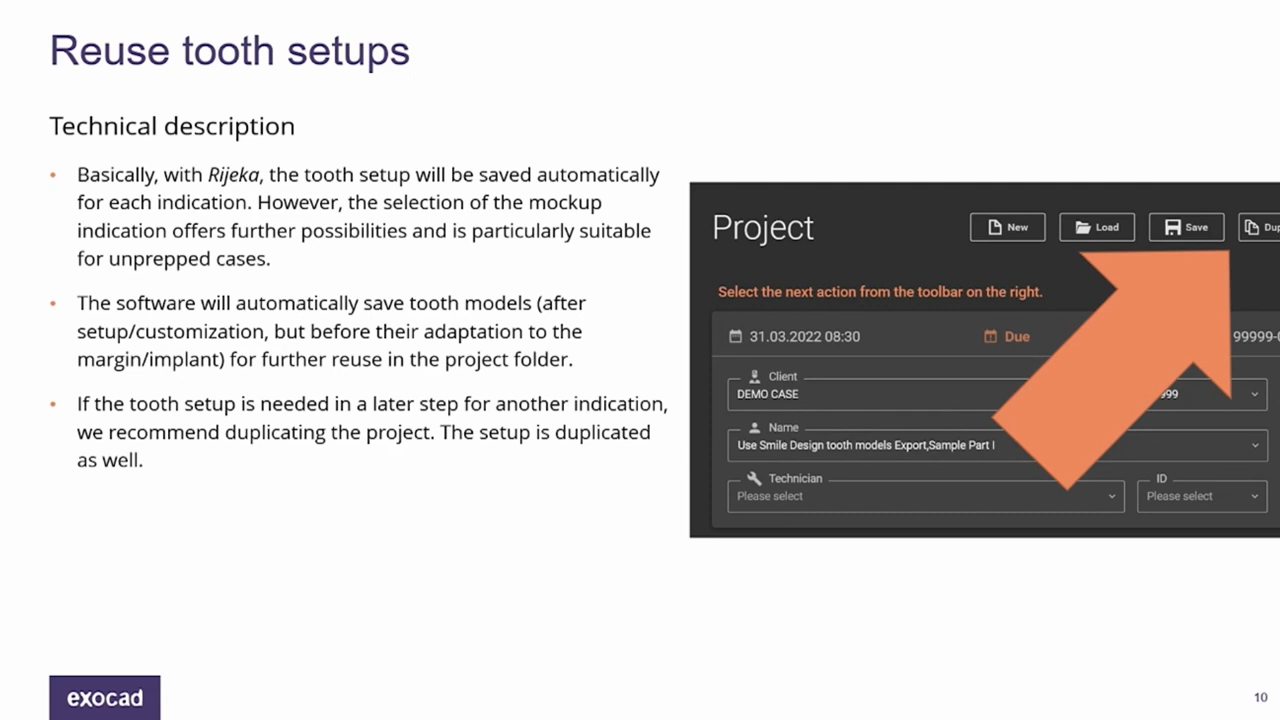 Reuse tooth setups
Technical description
• Basically, with Rijeka, the tooth setup will be saved automatically
for each indication. However, the selection of the mockup
indication offers further possibilities and is particularly suitable
for unprepped cases.
• The software will automatically save tooth models (after
setup/customization, but before their adaptation to the
margin/implant) for further reuse in the project folder.
• If the tooth setup is needed in a later step for another indication,
we recommend duplicating the project. The setup is duplicated
as well.
Project
New
Load
Save
Dup
Select the next action from the toolbar on the right.
31.03.2022 08:30
Due
99999-
Client
DEMO CASE
999
Name
Use Smile Design tooth models Export,Sample Part I
Technician
Please select
ID
Please select
exocad
10